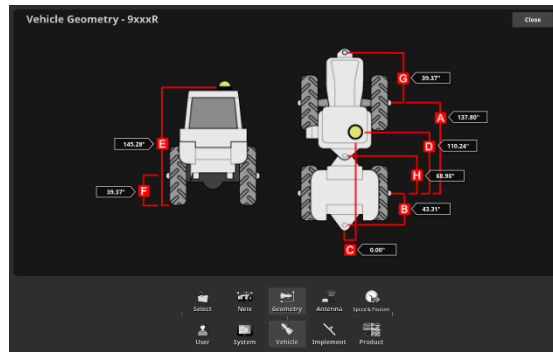 Vehicle Geometry - 9xxxR
Close
G 39.37"
A 137.80"
E 145.28"
D 110.24"
F 39.37"
H 68.90"
B 43.31"
C 0.00"
Select New Geometry Antenna Speed & Position
User System Vehicle Implement Product